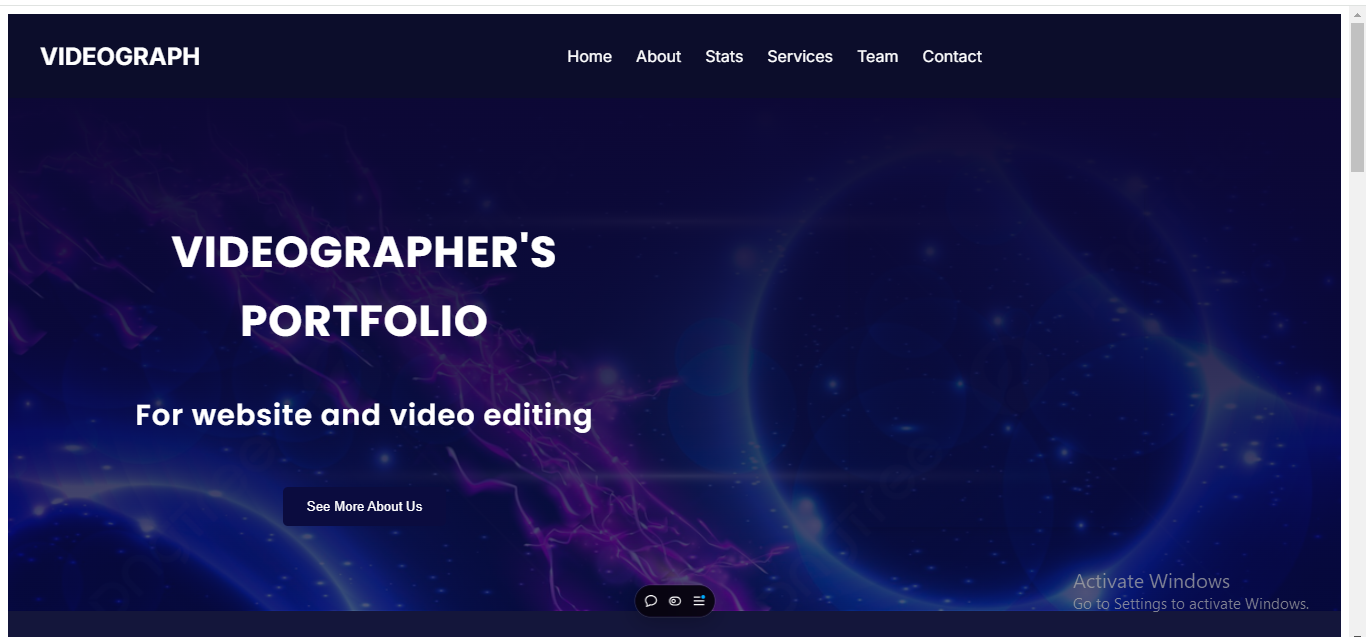 VIDEOGRAPH
Home About Stats Services Team Contact
VIDEOGRAPHER'S
PORTFOLIO
For website and video editing
See More About Us
Activate Windows
Go to Settings to activate Windows.